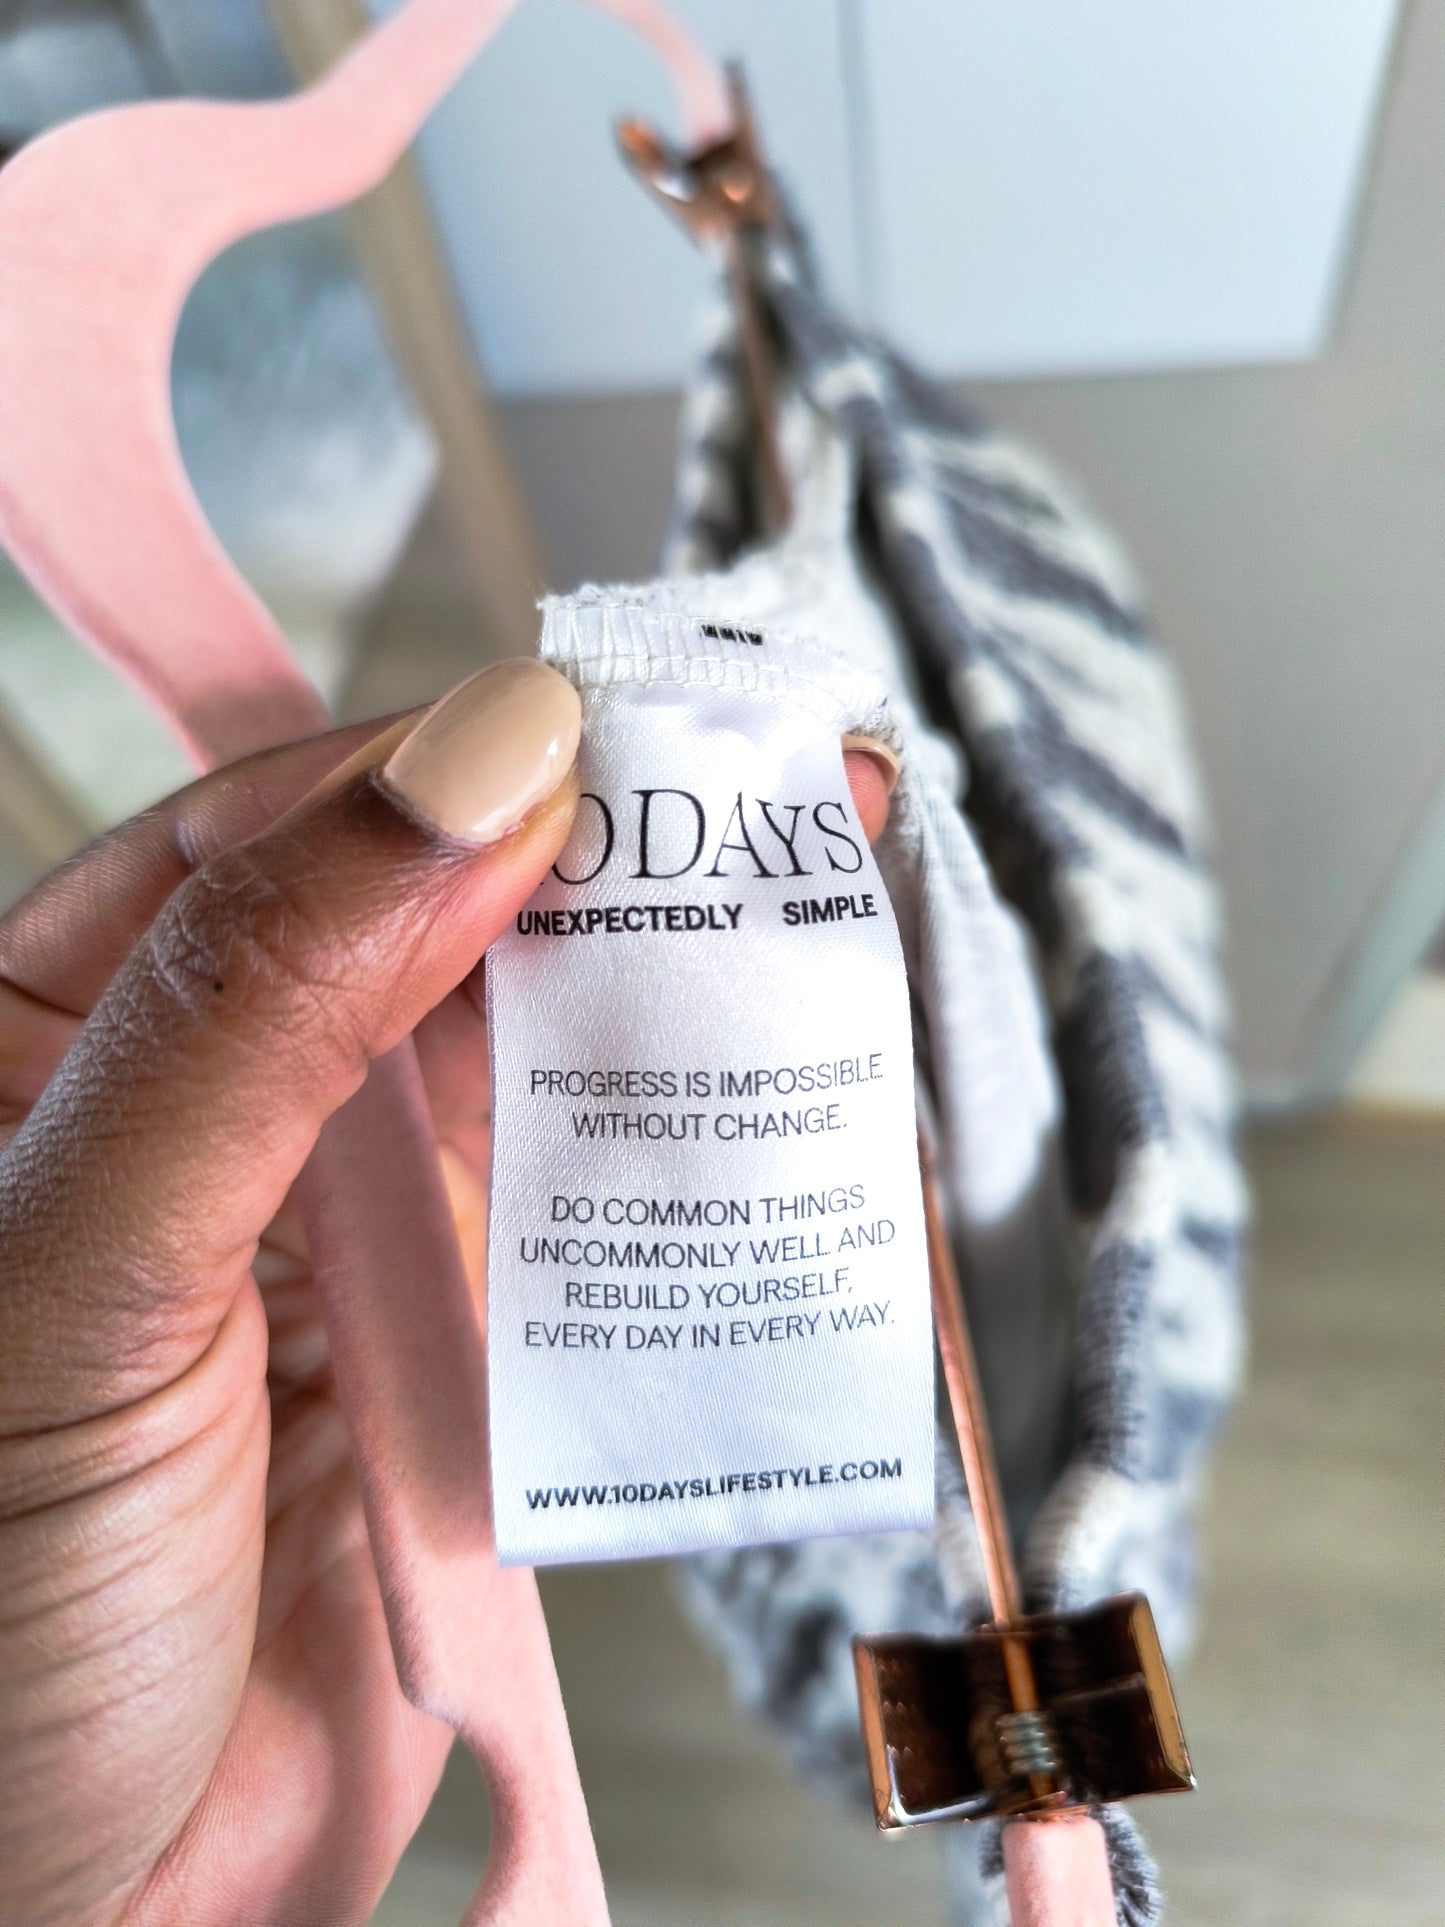 10DAYS
UNEXPECTEDLY SIMPLE
PROGRESS IS IMPOSSIBLE
WITHOUT CHANGE.
DO COMMON THINGS
UNCOMMONLY WELL AND
REBUILD YOURSELF,
EVERY DAY IN EVERY WAY.
WWW.10DAYSLIFESTYLE.COM